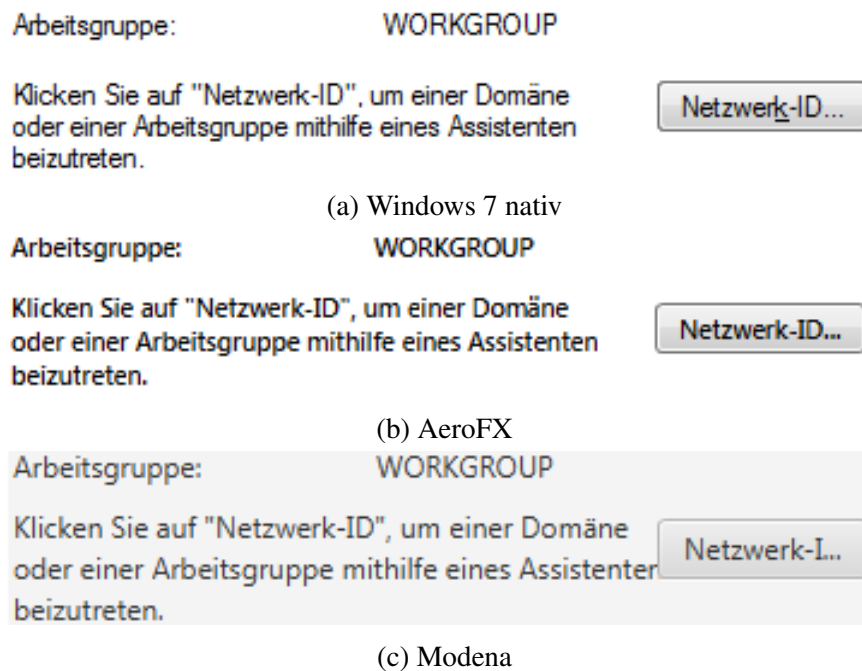 Arbeitsgruppe: WORKGROUP
Klicken Sie auf "Netzwerk-ID", um einer Domäne
oder einer Arbeitsgruppe mithilfe eines Assistenten
beizutreten.
Netzwerk-ID...
(a) Windows 7 nativ
Arbeitsgruppe: WORKGROUP
Klicken Sie auf "Netzwerk-ID", um einer Domäne
oder einer Arbeitsgruppe mithilfe eines Assistenten
beizutreten.
Netzwerk-ID...
(b) AeroFX
Arbeitsgruppe: WORKGROUP
Klicken Sie auf "Netzwerk-ID", um einer Domäne
oder einer Arbeitsgruppe mithilfe eines Assistenten
beizutreten.
Netzwerk-I...
(c) Modena